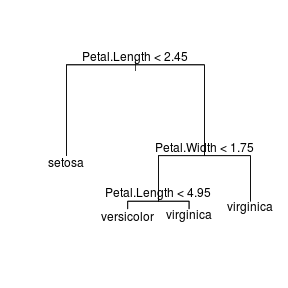 Petal.Length < 2.45
Petal.Width < 1.75
setosa
Petal.Length < 4.95
versicolor
virginica
virginica